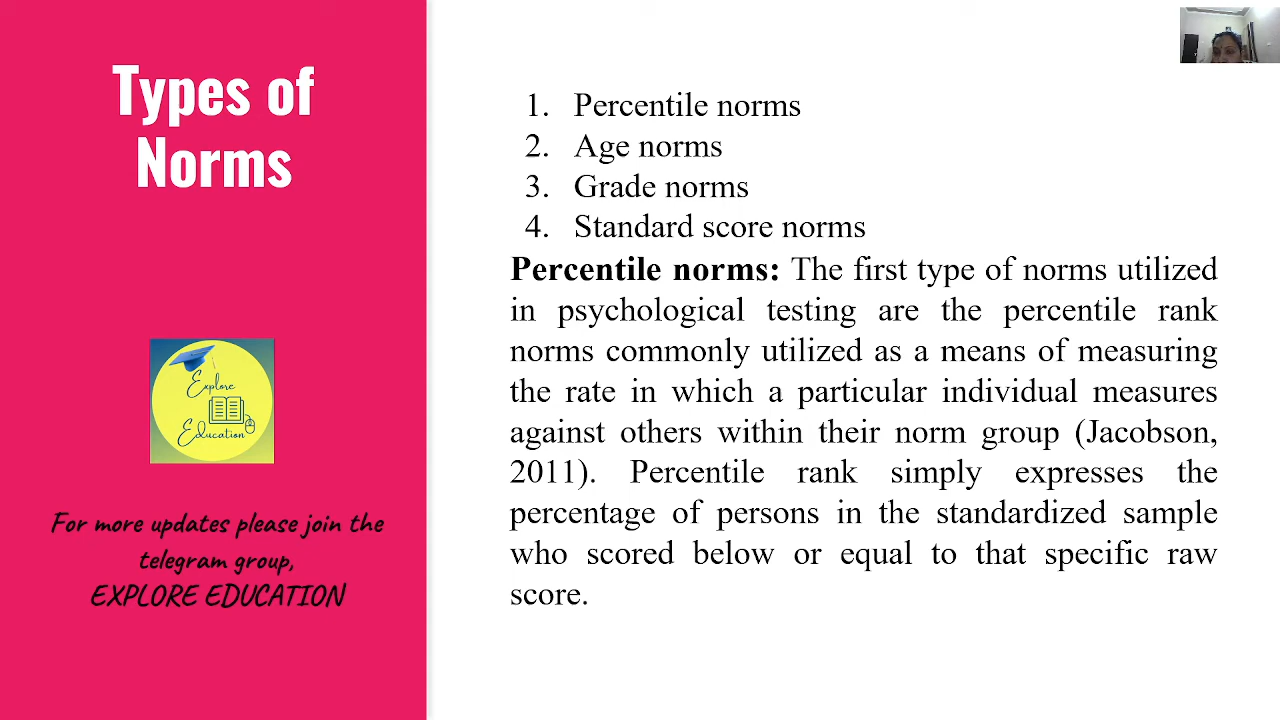 Types of
Norms
Explore
Education
For more updates please join the
telegram group,
EXPLORE EDUCATION
1. Percentile norms
2. Age norms
3. Grade norms
4. Standard score norms
Percentile norms: The first type of norms utilized
in psychological testing are the percentile rank
norms commonly utilized as a means of measuring
the rate in which a particular individual measures
against others within their norm group (Jacobson,
2011). Percentile rank simply expresses the
percentage of persons in the standardized sample
who scored below or equal to that specific raw
score.